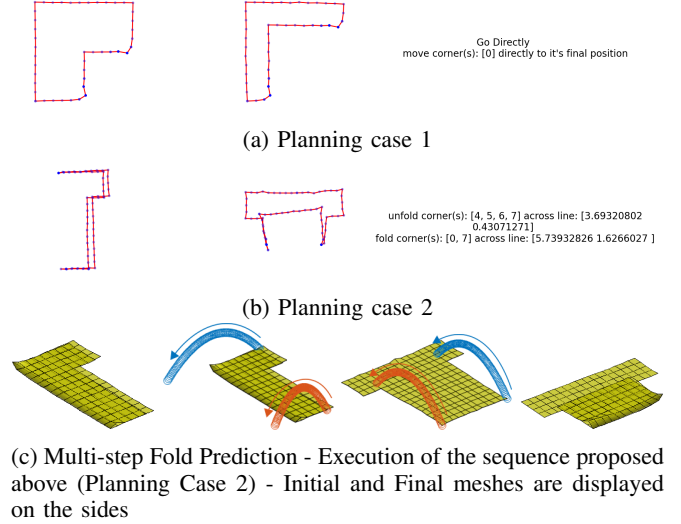 Go Directly
move corner(s): [0] directly to it's final position
(a) Planning case 1
unfold corner(s): [4, 5, 6, 7] across line: [3.69320802
0.43071271]
fold corner(s): [0, 7] across line: [5.73932826 1.6266027 ]
(b) Planning case 2
(c) Multi-step Fold Prediction - Execution of the sequence proposed
above (Planning Case 2) - Initial and Final meshes are displayed
on the sides